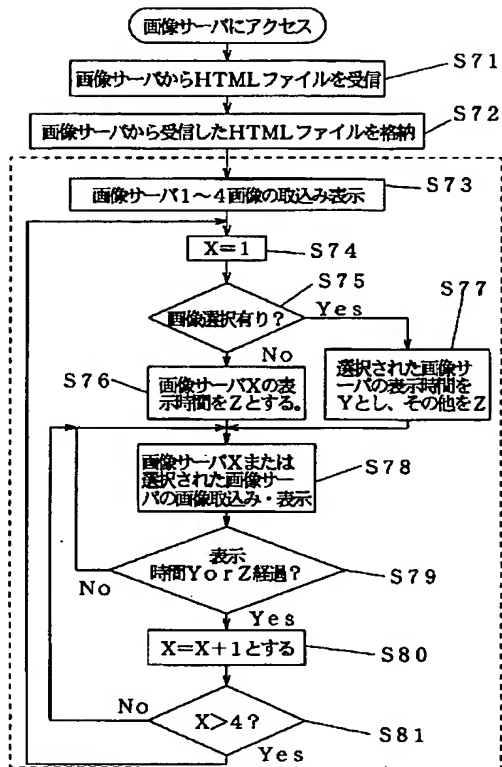 画像サーバにアクセス
S71
画像サーバからHTMLファイルを受信
S72
画像サーバから受信したHTMLファイルを格納
S73
画像サーバ1～4画像の取込み表示
X=1
S74
S75
画像選択有り?
Yes
S77
No
S76
画像サーバXの表
示時間をZとする。
選択された画像サ
ーバの表示時間を
Yとし、その他をZ
画像サーバXまたは
選択された画像サー
バの画像取込み・表示
S78
表示
時間YorZ経過?
No
S79
Yes
X=X+1とする
S80
No
X>4?
S81
Yes